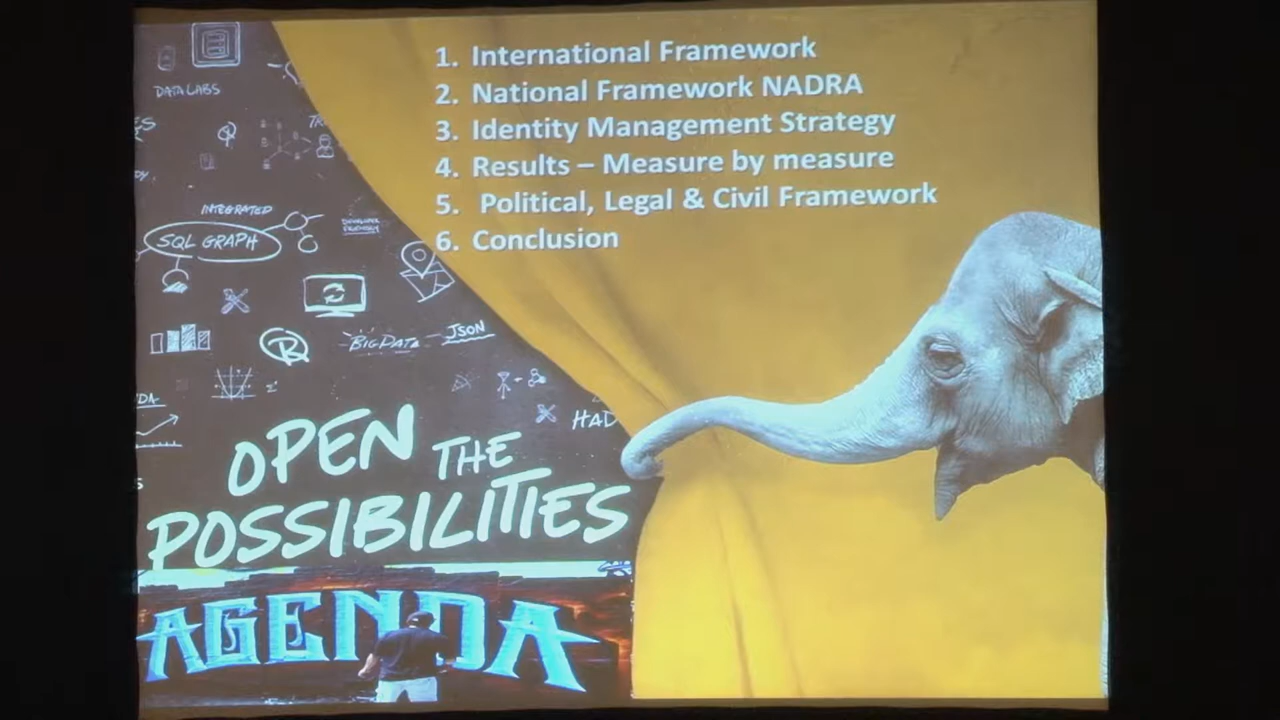 1. International Framework
2. National Framework NADRA
3. Identity Management Strategy
4. Results – Measure by measure
5. Political, Legal & Civil Framework
6. Conclusion
DATA LABS
INTEGRATED
SQL GRAPH
BIG DATA
JSON
HAD
OPEN THE
POSSIBILITIES
AGENDA